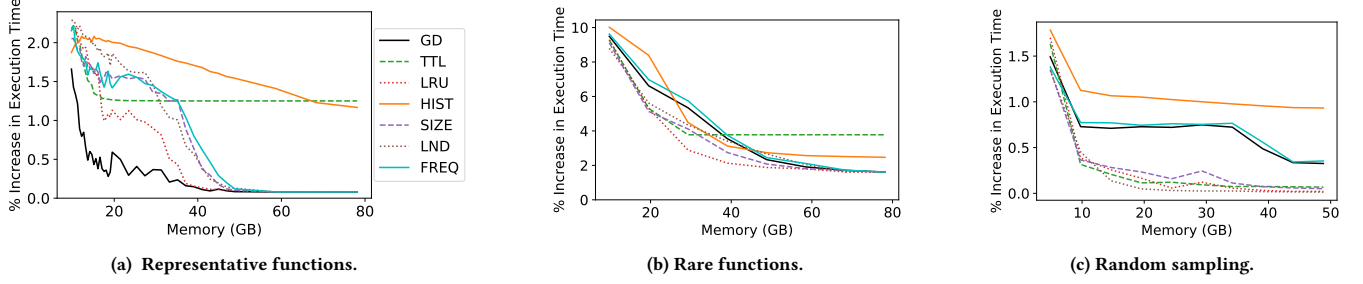 % Increase in Execution Time
2.0
1.5
1.0
0.5
0.0
20
40
60
80
Memory (GB)
GD
TTL
LRU
HIST
SIZE
LND
FREQ
(a) Representative functions.
% Increase in Execution Time
10
8
6
4
2
0
20
40
60
80
Memory (GB)
(b) Rare functions.
% Increase in Execution Time
1.5
1.0
0.5
0.0
10
20
30
40
50
Memory (GB)
(c) Random sampling.